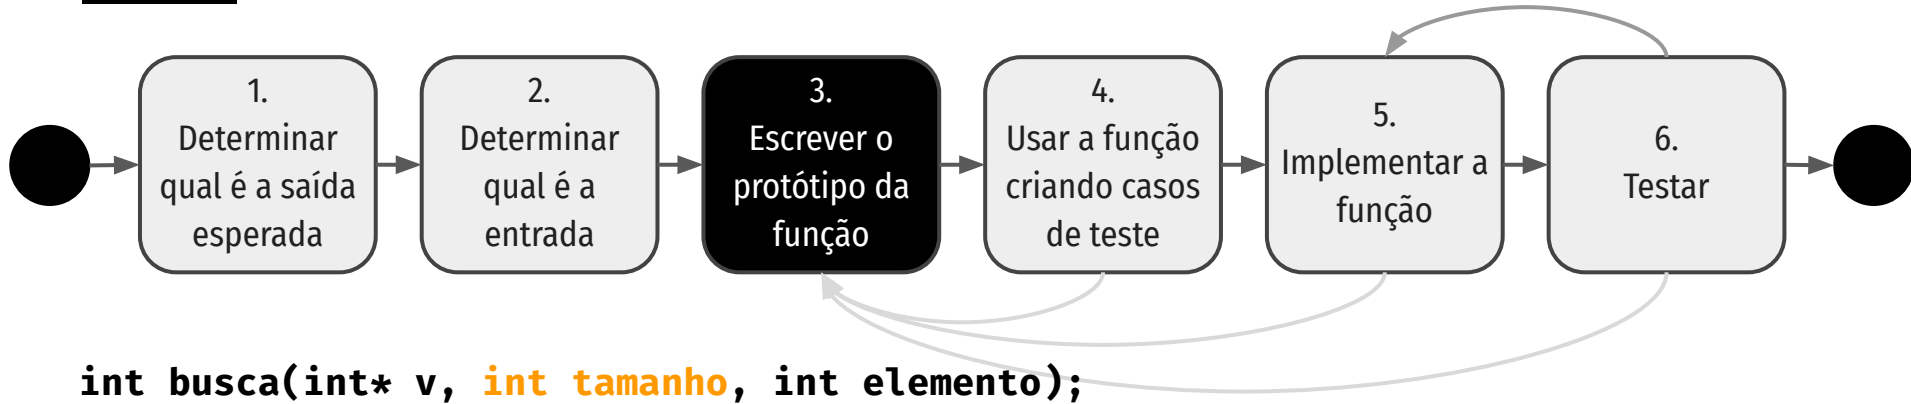 1.
Determinar
qual é a saída
esperada
2.
Determinar
qual é a
entrada
3.
Escrever o
protótipo da
função
4.
Usar a função
criando casos
de teste
5.
Implementar a
função
6.
Testar
int busca(int* v, int tamanho, int elemento);